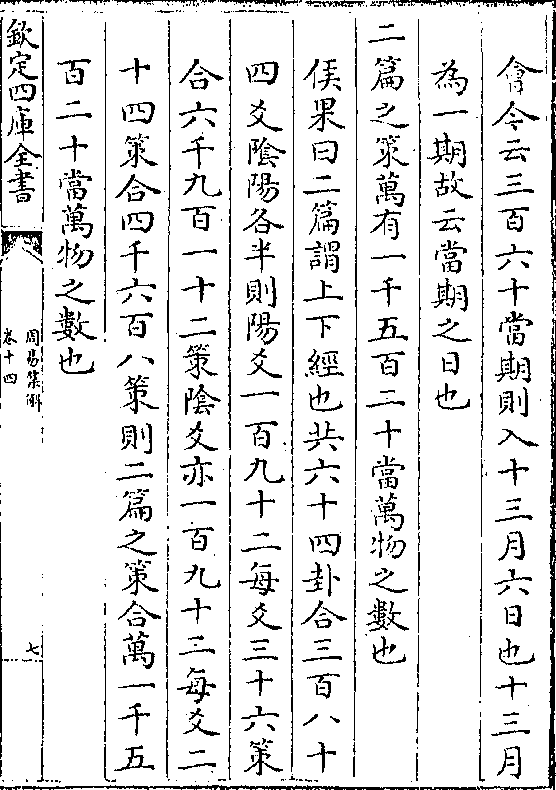 會今云三百六十當期則入十三月六日也十三月
為一期故云當期之日也
二篇之策萬有一千五百二十當萬物之數也
侯果曰二篇謂上下經也共六十四卦合三百八十
四爻陰陽各半則陽爻一百九十二每爻三十六策
合六千九百一十二策陰爻亦一百九十二每爻二
十四策合四千六百八策則二篇之策合萬一千五
百二十當萬物之數也
欽定四庫全書
周易集解
卷十四
七